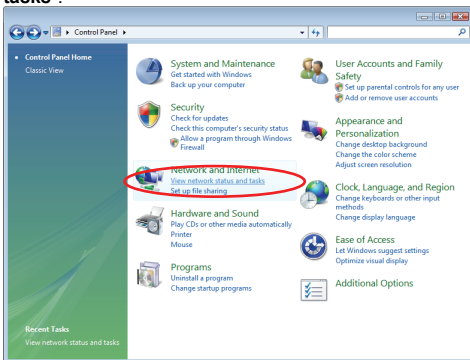 tasks".
Control Panel
Control Panel Home
Classic View
System and Maintenance
Get started with Windows
Back up your computer
Security
Check for updates
Check this computer's security status
Allow a program through Windows
Firewall
Network and Internet
View network status and tasks
Set up file sharing
Hardware and Sound
Play CDs or other media automatically
Printer
Mouse
Programs
Uninstall a program
Change startup programs
User Accounts and Family
Safety
Set up parental controls for any user
Add or remove user accounts
Appearance and
Personalization
Change desktop background
Change the color scheme
Adjust screen resolution
Clock, Language, and Region
Change keyboards or other input
methods
Change display language
Ease of Access
Let Windows suggest settings
Optimize visual display
Additional Options
Recent Tasks
View network status and tasks